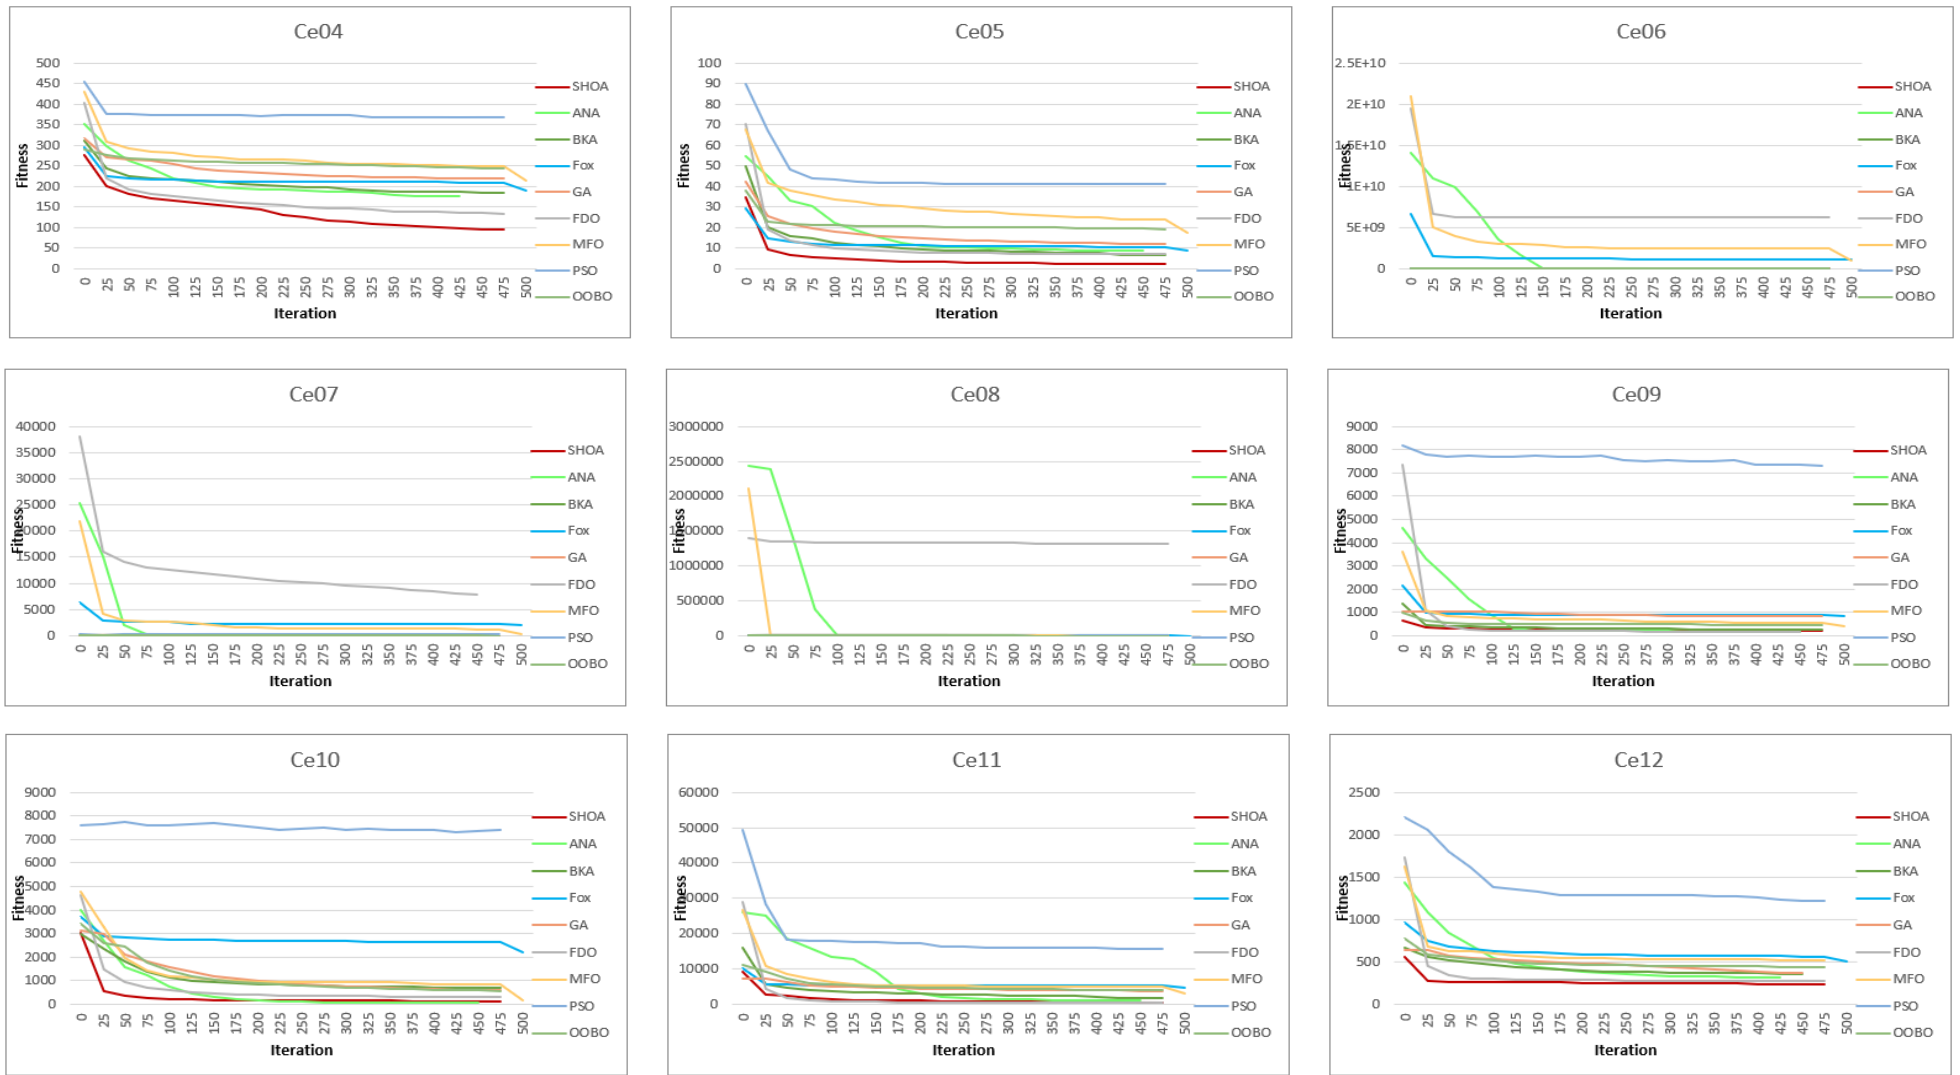 Ce04
500
450
400
350
300
250
200
150
100
50
0
Fitness
0 25 50 75 100 125 150 175 200 225 250 275 300 325 350 375 400 425 450 475 500
Iteration
SHOA
ANA
BKA
Fox
GA
FDO
MFO
PSO
OOBO
Ce05
100
90
80
70
60
50
40
30
20
10
0
Fitness
0 25 50 75 100 125 150 175 200 225 250 275 300 325 350 375 400 425 450 475 500
Iteration
SHOA
ANA
BKA
Fox
GA
FDO
MFO
PSO
OOBO
Ce06
2.5E+10
2E+10
1.5E+10
1E+10
5E+09
0
Fitness
0 25 50 75 100 125 150 175 200 225 250 275 300 325 350 375 400 425 450 475 500
Iteration
SHOA
ANA
BKA
Fox
GA
FDO
MFO
PSO
OOBO
Ce07
40000
35000
30000
25000
20000
15000
10000
5000
0
Fitness
0 25 50 75 100 125 150 175 200 225 250 275 300 325 350 375 400 425 450 475 500
Iteration
SHOA
ANA
BKA
Fox
GA
FDO
MFO
PSO
OOBO
Ce08
3000000
2500000
2000000
1500000
1000000
500000
0
Fitness
0 25 50 75 100 125 150 175 200 225 250 275 300 325 350 375 400 425 450 475 500
Iteration
SHOA
ANA
BKA
Fox
GA
FDO
MFO
PSO
OOBO
Ce09
9000
8000
7000
6000
5000
4000
3000
2000
1000
0
Fitness
0 25 50 75 100 125 150 175 200 225 250 275 300 325 350 375 400 425 450 475 500
Iteration
SHOA
ANA
BKA
Fox
GA
FDO
MFO
PSO
OOBO
Ce10
9000
8000
7000
6000
5000
4000
3000
2000
1000
0
Fitness
0 25 50 75 100 125 150 175 200 225 250 275 300 325 350 375 400 425 450 475 500
Iteration
SHOA
ANA
BKA
Fox
GA
FDO
MFO
PSO
OOBO
Ce11
60000
50000
40000
30000
20000
10000
0
Fitness
0 25 50 75 100 125 150 175 200 225 250 275 300 325 350 375 400 425 450 475 500
Iteration
SHOA
ANA
BKA
Fox
GA
FDO
MFO
PSO
OOBO
Ce12
2500
2000
1500
1000
500
0
Fitness
0 25 50 75 100 125 150 175 200 225 250 275 300 325 350 375 400 425 450 475 500
Iteration
SHOA
ANA
BKA
Fox
GA
FDO
MFO
PSO
OOBO